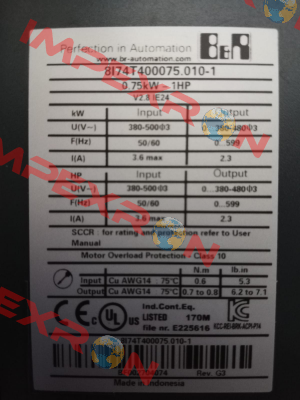 Perfection in Automation
www.br-automation.com
B&R
8I74T400075.010-1
0.75kW - 1HP
V2.8 IE24
kW Input Output
U(V~) 380-500Φ3 0...380-480Φ3
F(Hz) 50/60 0...599
I(A) 3.6 max 2.3
HP Input Output
U(V~) 380-500Φ3 0...380-480Φ3
F(Hz) 50/60 0...599
I(A) 3.6 max 2.3
SCCR for rating and protection refer to User
Manual
Motor Overload Protection - Class 10
N.m lb.in
Input Cu AWG14 75°C 0.6 5.3
Output Cu AWG14 75°C 0.7 to 0.8 6.2 to 7.1
C UL US LISTED
Ind.Cont.Eq.
E171 170M
file nr. E225616
8I74T400075.010-1
Rev. G3
Made in Indonesia
IMPEXRON